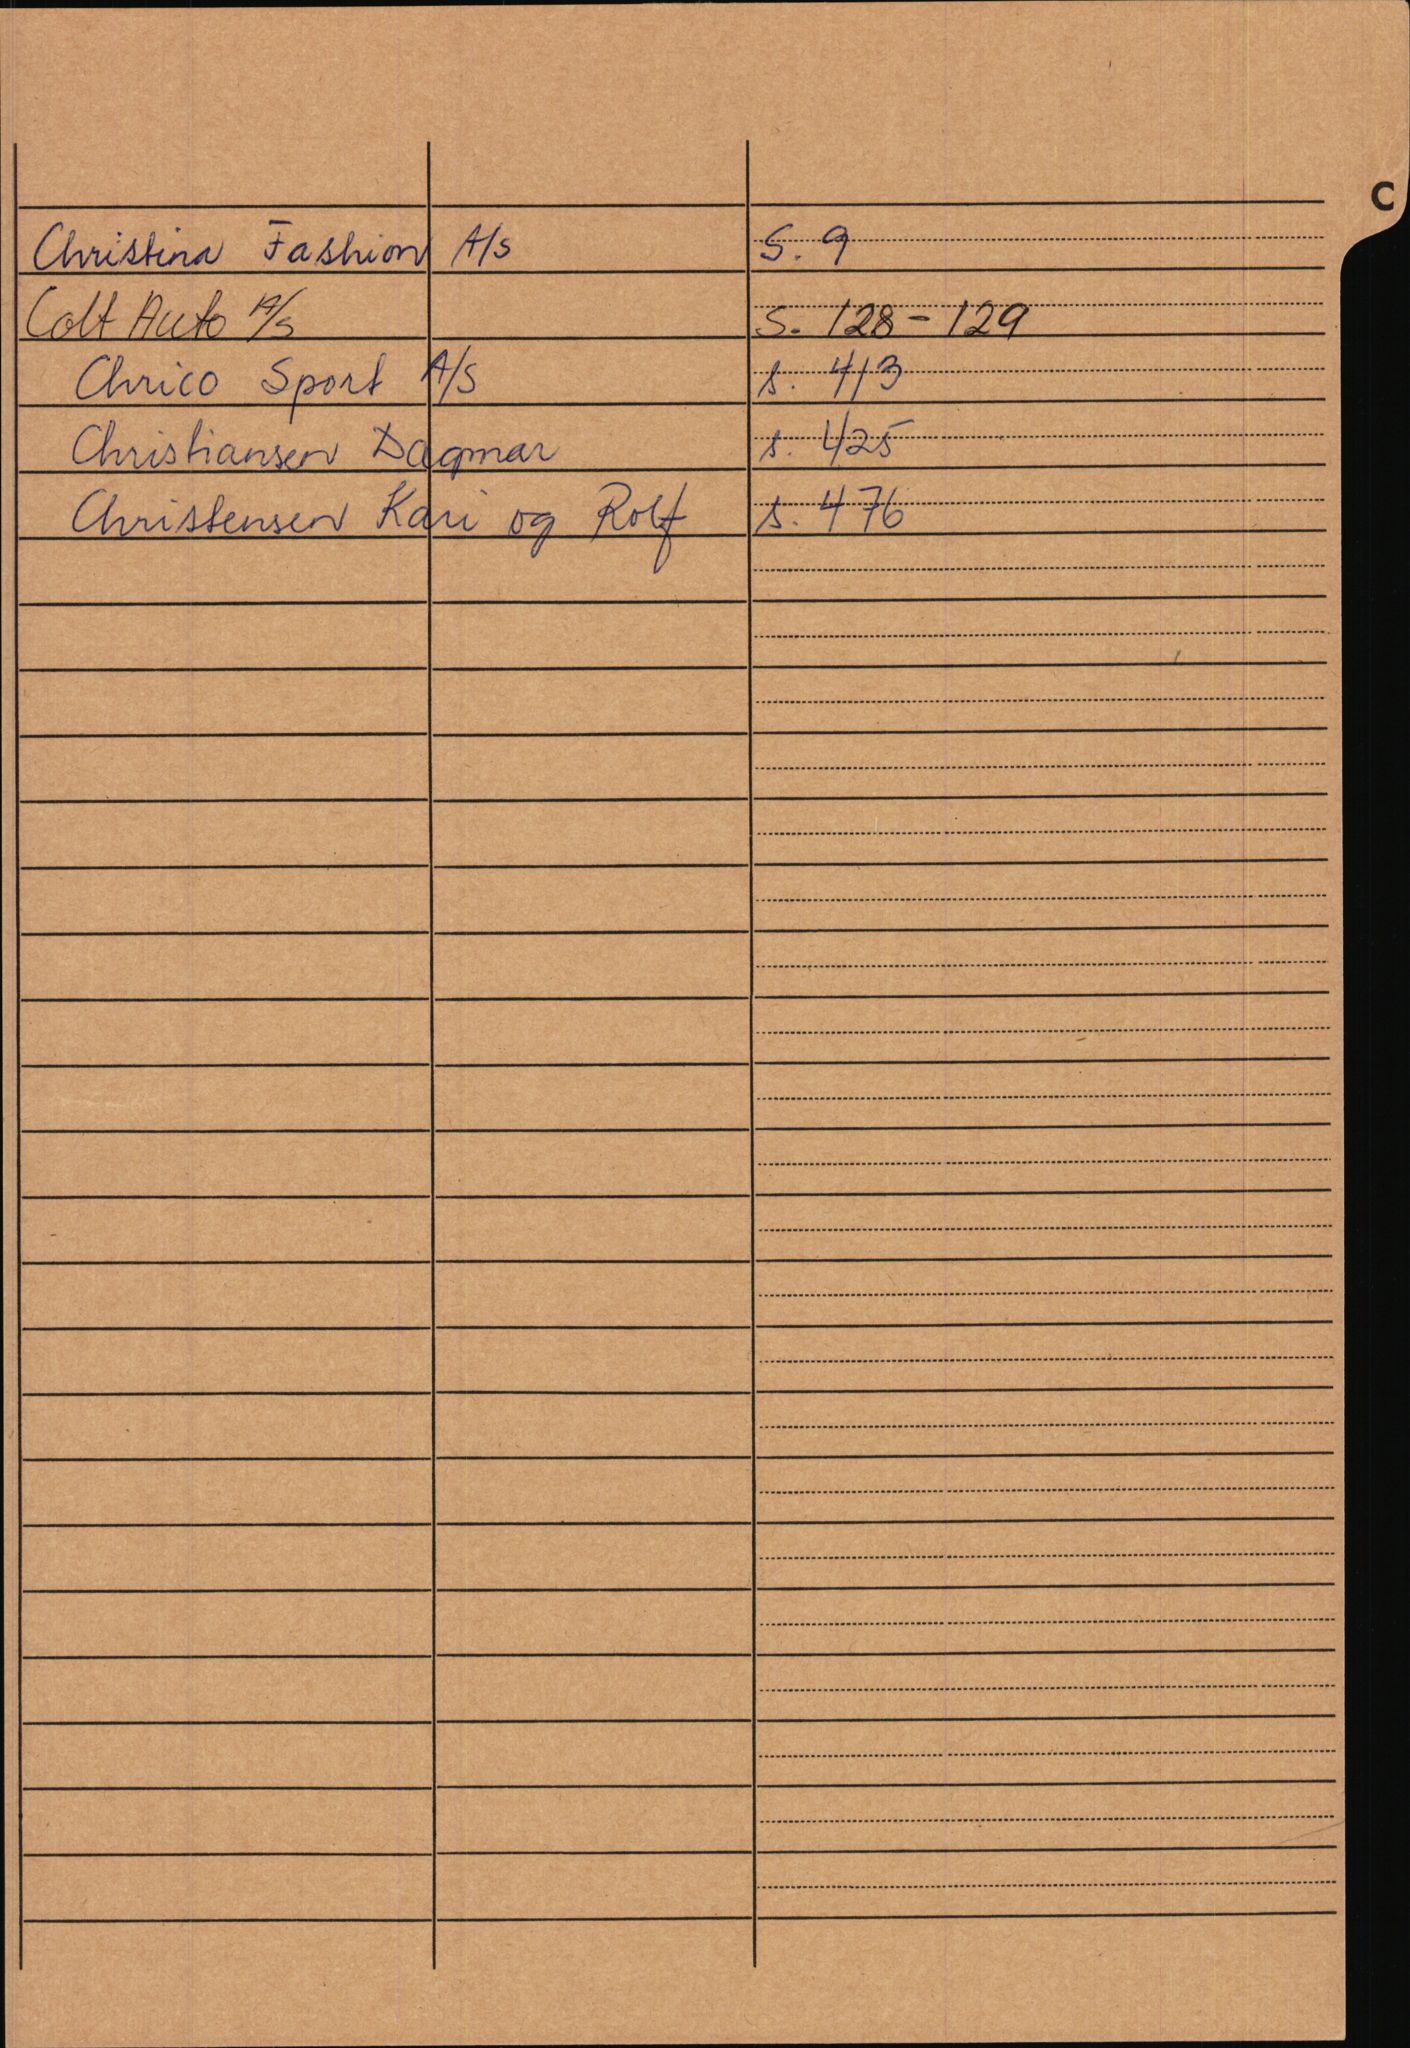 C
Christina Fashion A/S S. 9
Colt Auto A/S S. 128-129
Chrico Sport A/S s. 413
Christiansen Dagmar s. 425
Christensen Kari og Rolf s. 476